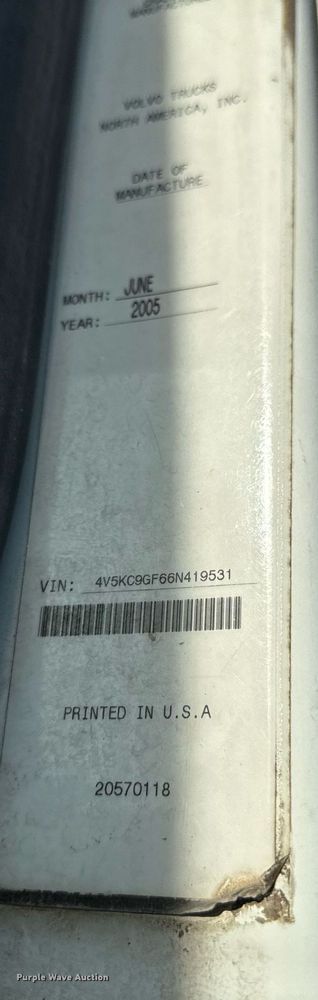 VOLVO TRUCKS
NORTH AMERICA, INC.
DATE OF
MANUFACTURE
MONTH: JUNE
YEAR: 2005
VIN: 4V5KC9GF66N419531
PRINTED IN U.S.A
20570118
Purple Wave Auction